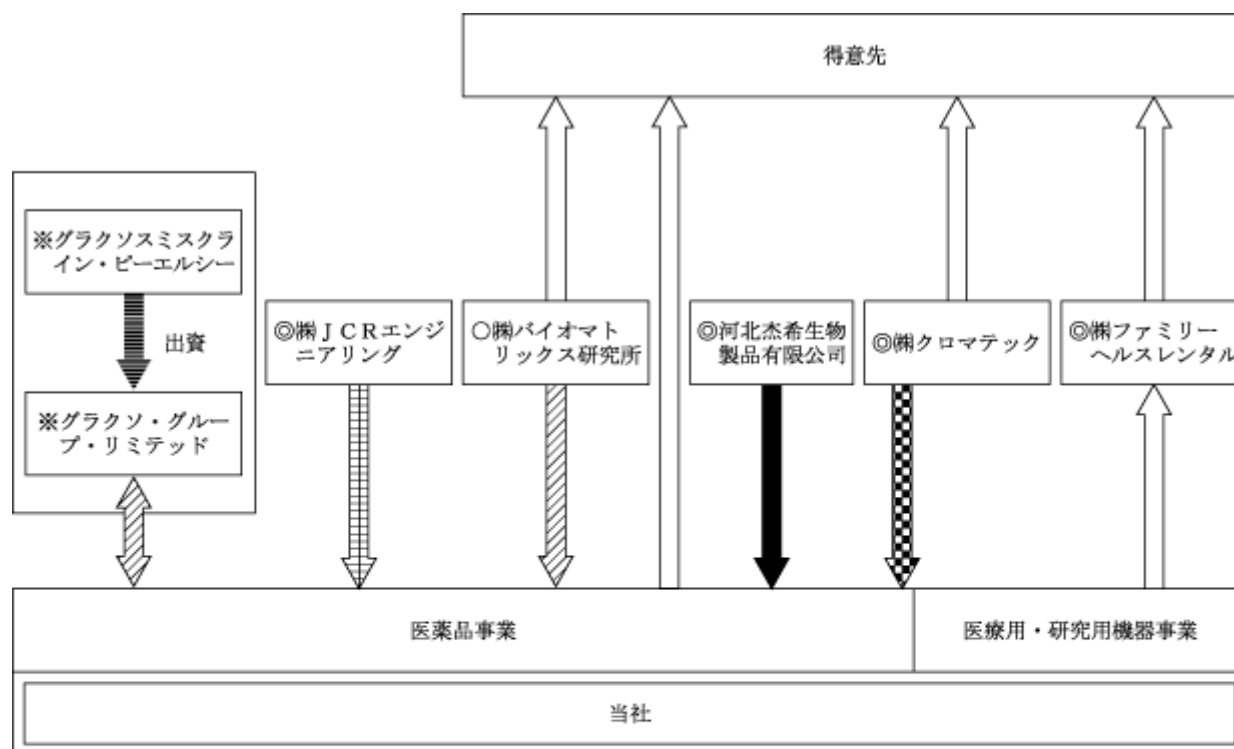 得意先
※グラクソスミスクラ
イン・ピーエルシー
出資
※グラクソ・グルー
プ・リミテッド
◎㈱ＪＣＲエンジ
ニアリング
○㈱バイオマト
リックス研究所
◎河北杰希生物
製品有限公司
◎㈱クロマテック
◎㈱ファミリー
ヘルスレンタル
医薬品事業
医療用・研究用機器事業
当社